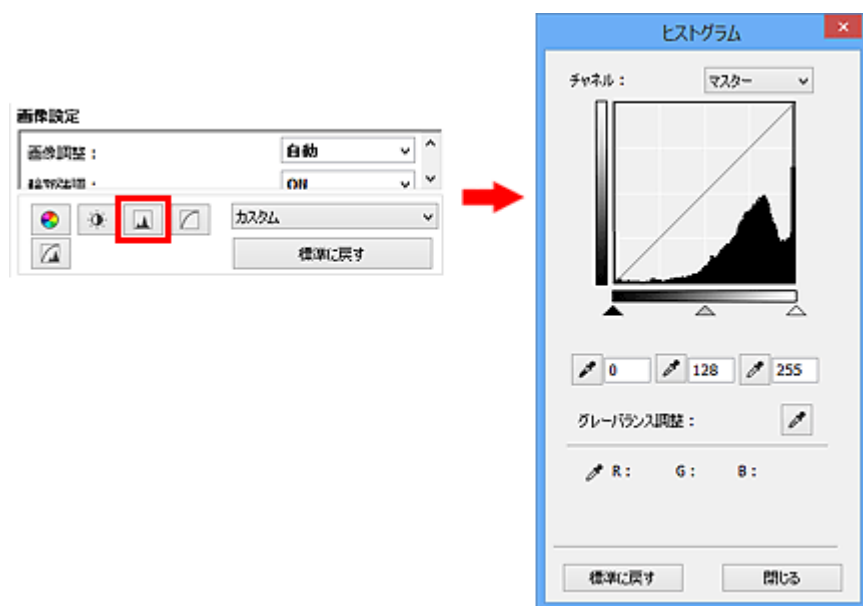 画像設定
画像調整：
自動
ON
カスタム
標準に戻す
ヒストグラム
チャネル：
マスター
0
128
255
グレーバランス調整：
R：
G：
B：
標準に戻す
閉じる